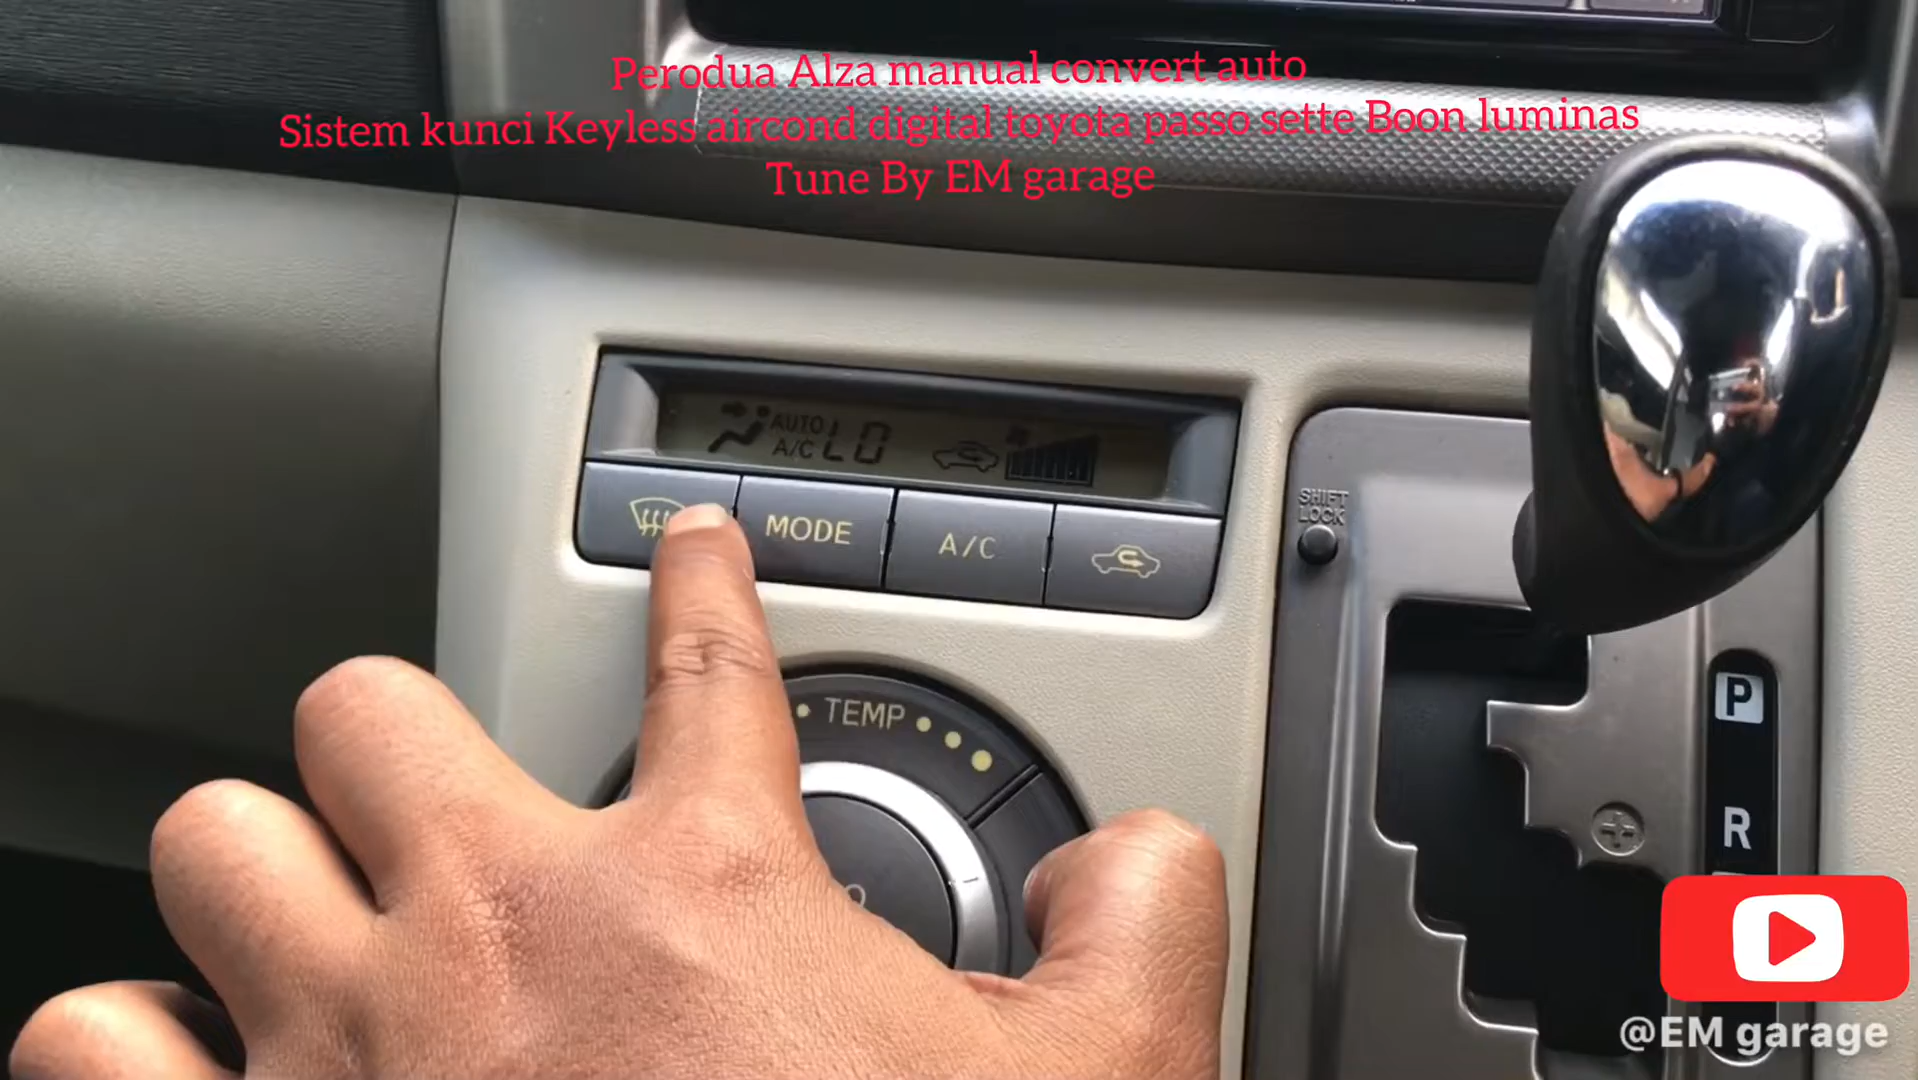 Perodua Alza manual convert auto
Sistem kunci Keyless aircond digital toyota passo sette Boon luminas
Tune By EM garage
AUTO
A/C LO
SHIFT
LOCK
MODE
A/C
TEMP
P
R
@EM garage